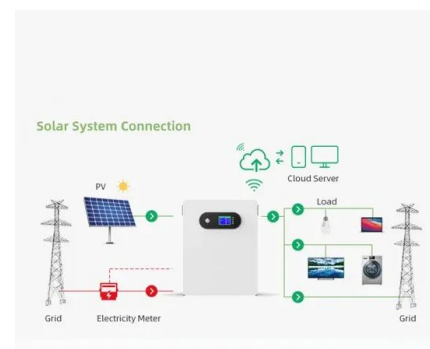 Solar System Connection
Cloud Server
PV
Load
Grid
Electricity Meter
Grid